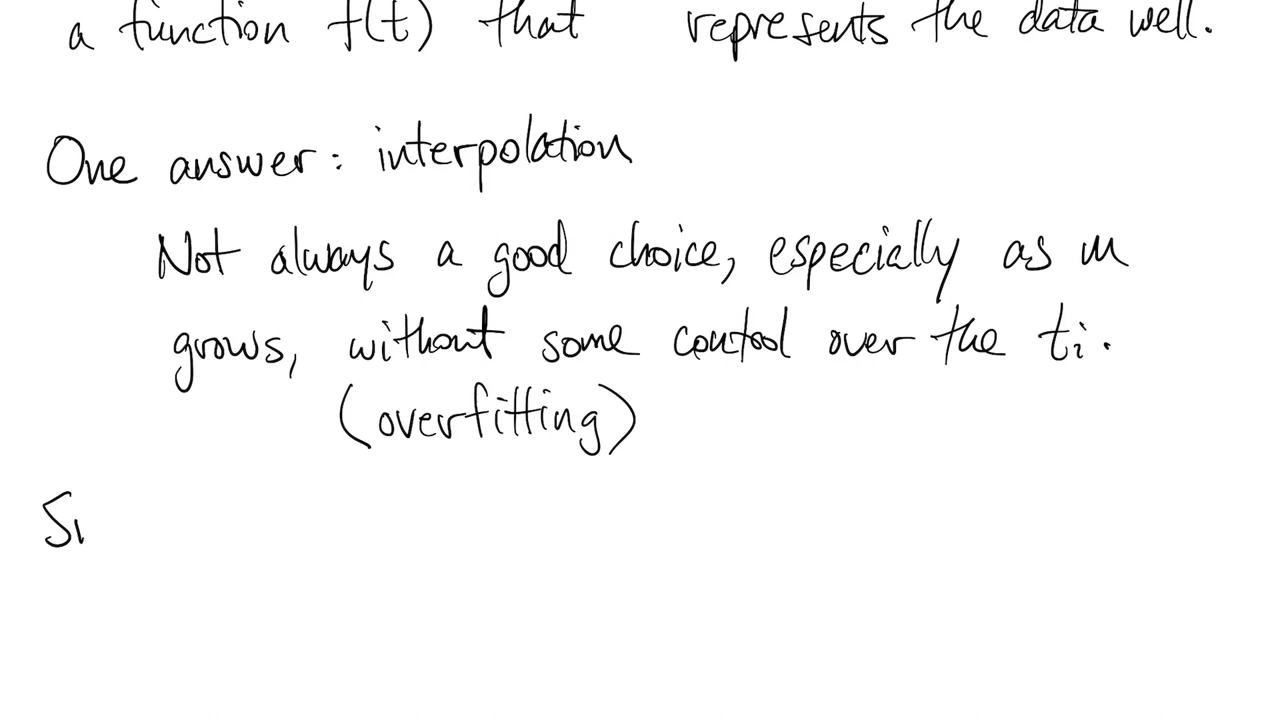 a function f(t) that represents the data well.
One answer: interpolation
Not always a good choice, especially as m
grows, without some control over the ti.
(overfitting)